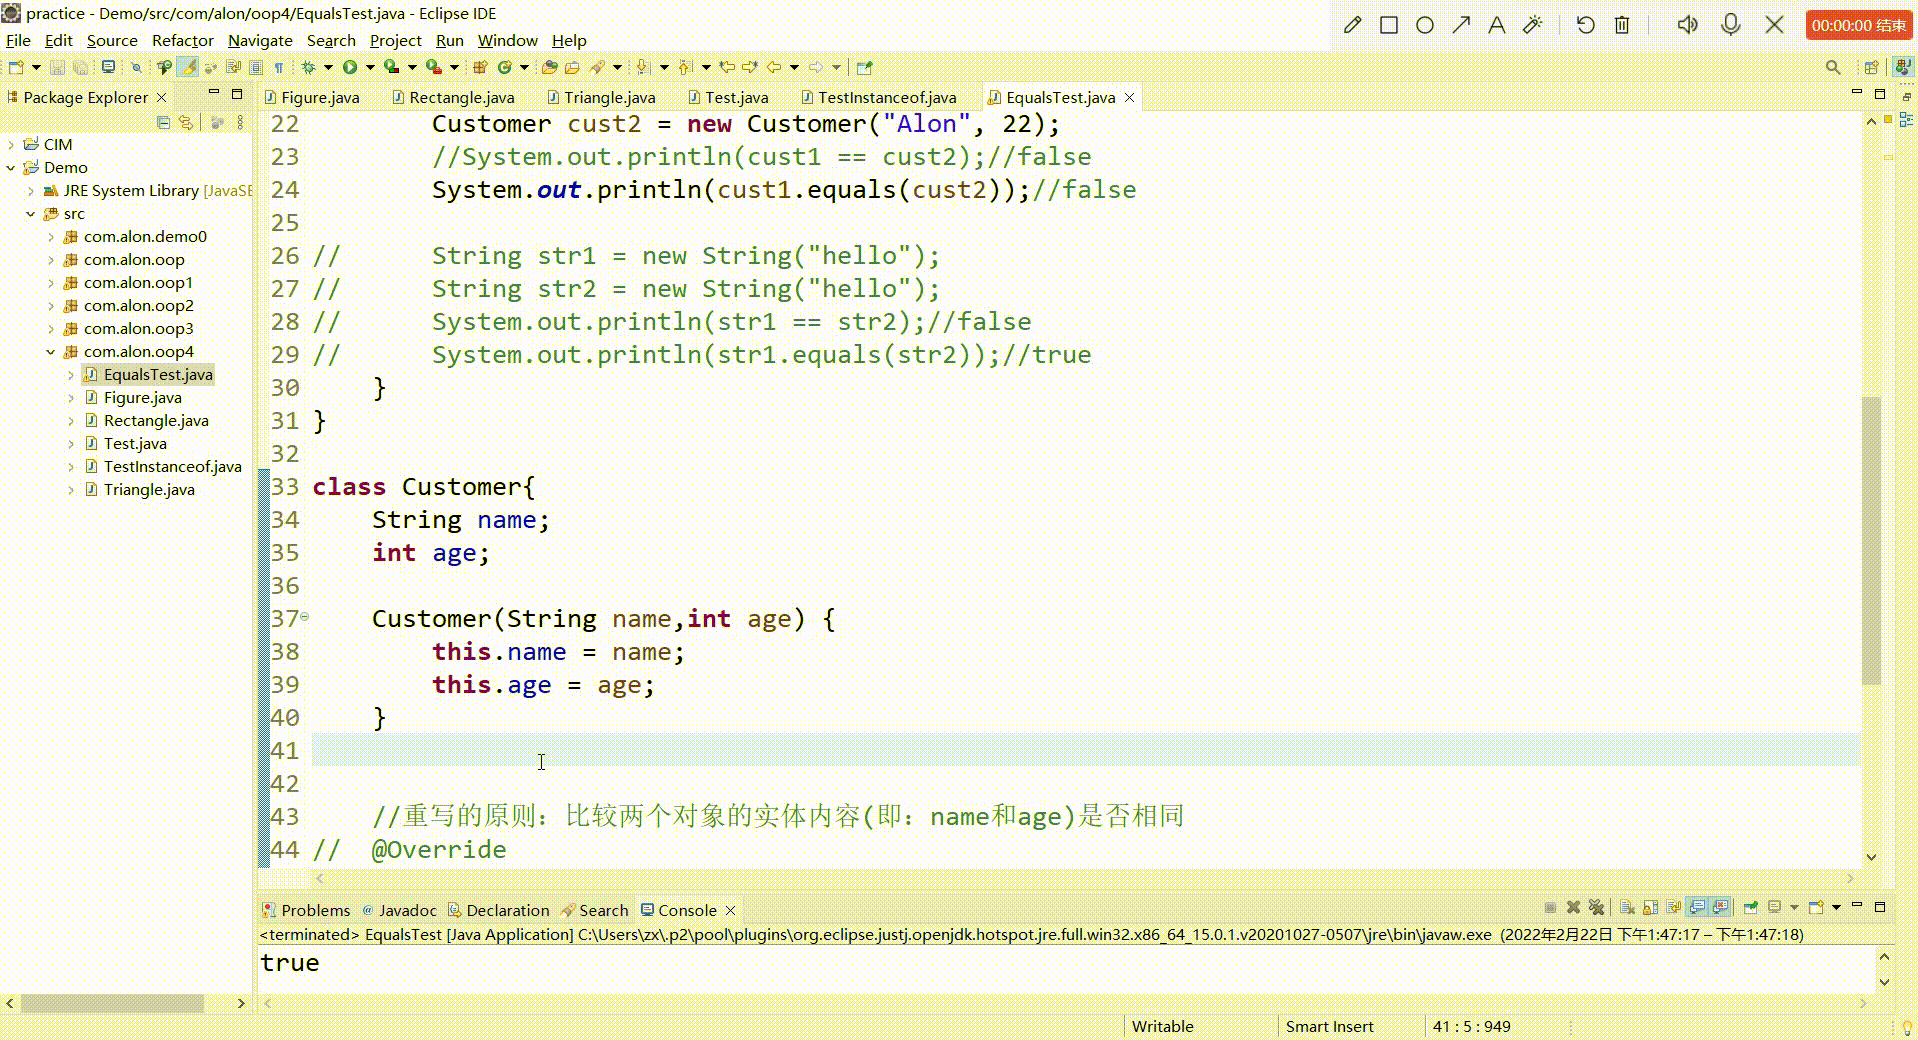 practice - Demo/src/com/alon/oop4/EqualsTest.java - Eclipse IDE
00:00:00 结束
File Edit Source Refactor Navigate Search Project Run Window Help
Package Explorer
Figure.java Rectangle.java Triangle.java Test.java TestInstanceof.java EqualsTest.java
CIM
Demo
JRE System Library [JavaSE
src
com.alon.demo0
com.alon.oop
com.alon.oop1
com.alon.oop2
com.alon.oop3
com.alon.oop4
EqualsTest.java
Figure.java
Rectangle.java
Test.java
TestInstanceof.java
Triangle.java
22 Customer cust2 = new Customer("Alon", 22);
23 //System.out.println(cust1 == cust2);//false
24 System.out.println(cust1.equals(cust2));//false
25
26 // String str1 = new String("hello");
27 // String str2 = new String("hello");
28 // System.out.println(str1 == str2);//false
29 // System.out.println(str1.equals(str2));//true
30 }
31 }
32
33 class Customer{
34 String name;
35 int age;
36
37 Customer(String name,int age) {
38 this.name = name;
39 this.age = age;
40 }
41
42
43 //重写的原则：比较两个对象的实体内容(即：name和age)是否相同
44 // @Override
Problems @ Javadoc Declaration Search Console
<terminated> EqualsTest [Java Application] C:\Users\zx\.p2\pool\plugins\org.eclipse.justj.openjdk.hotspot.jre.full.win32.x86_64_15.0.1.v20201027-0507\jre\bin\javaw.exe (2022年2月22日 下午1:47:17 – 下午1:47:18)
true
Writable Smart Insert 41 : 5 : 949